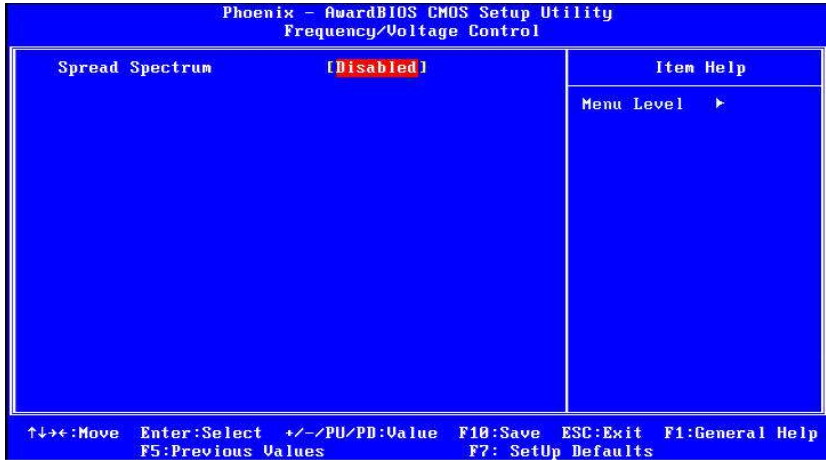 Phoenix - AwardBIOS CMOS Setup Utility
Frequency/Voltage Control
Spread Spectrum [Disabled]
Item Help
Menu Level ►
↑↓→←:Move Enter:Select +/-/PU/PD:Value F10:Save ESC:Exit F1:General Help
F5:Previous Values F7: SetUp Defaults